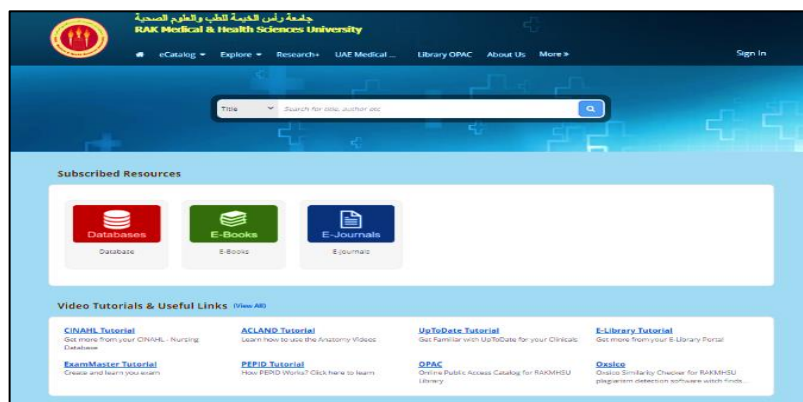 جامعة رأس الخيمة للطب والعلوم الصحية
RAK Medical & Health Sciences University
eCatalog Explore Research+ UAE Medical ... Library OPAC About Us More » Sign In
Title Search for title, author etc
Subscribed Resources
Databases E-Books E-Journals
Database E-Books E-Journals
Video Tutorials & Useful Links (View All)
CINAHL Tutorial ACLAND Tutorial UpToDate Tutorial E-Library Tutorial
Get more from your CINAHL - Nursing Learn how to use the Anatomy Videos Get Familiar with UpToDate for your Clinicals Get more from your E-Library Portal
Database
ExamMaster Tutorial PEPID Tutorial OPAC Oxsico
Create and learn you exam How PEPID Works? Click here to learn Online Public Access Catalog for RAKMHSU Oxsico Similarity Checker for RAKMHSU
Library plagiarism detection software witch finds...